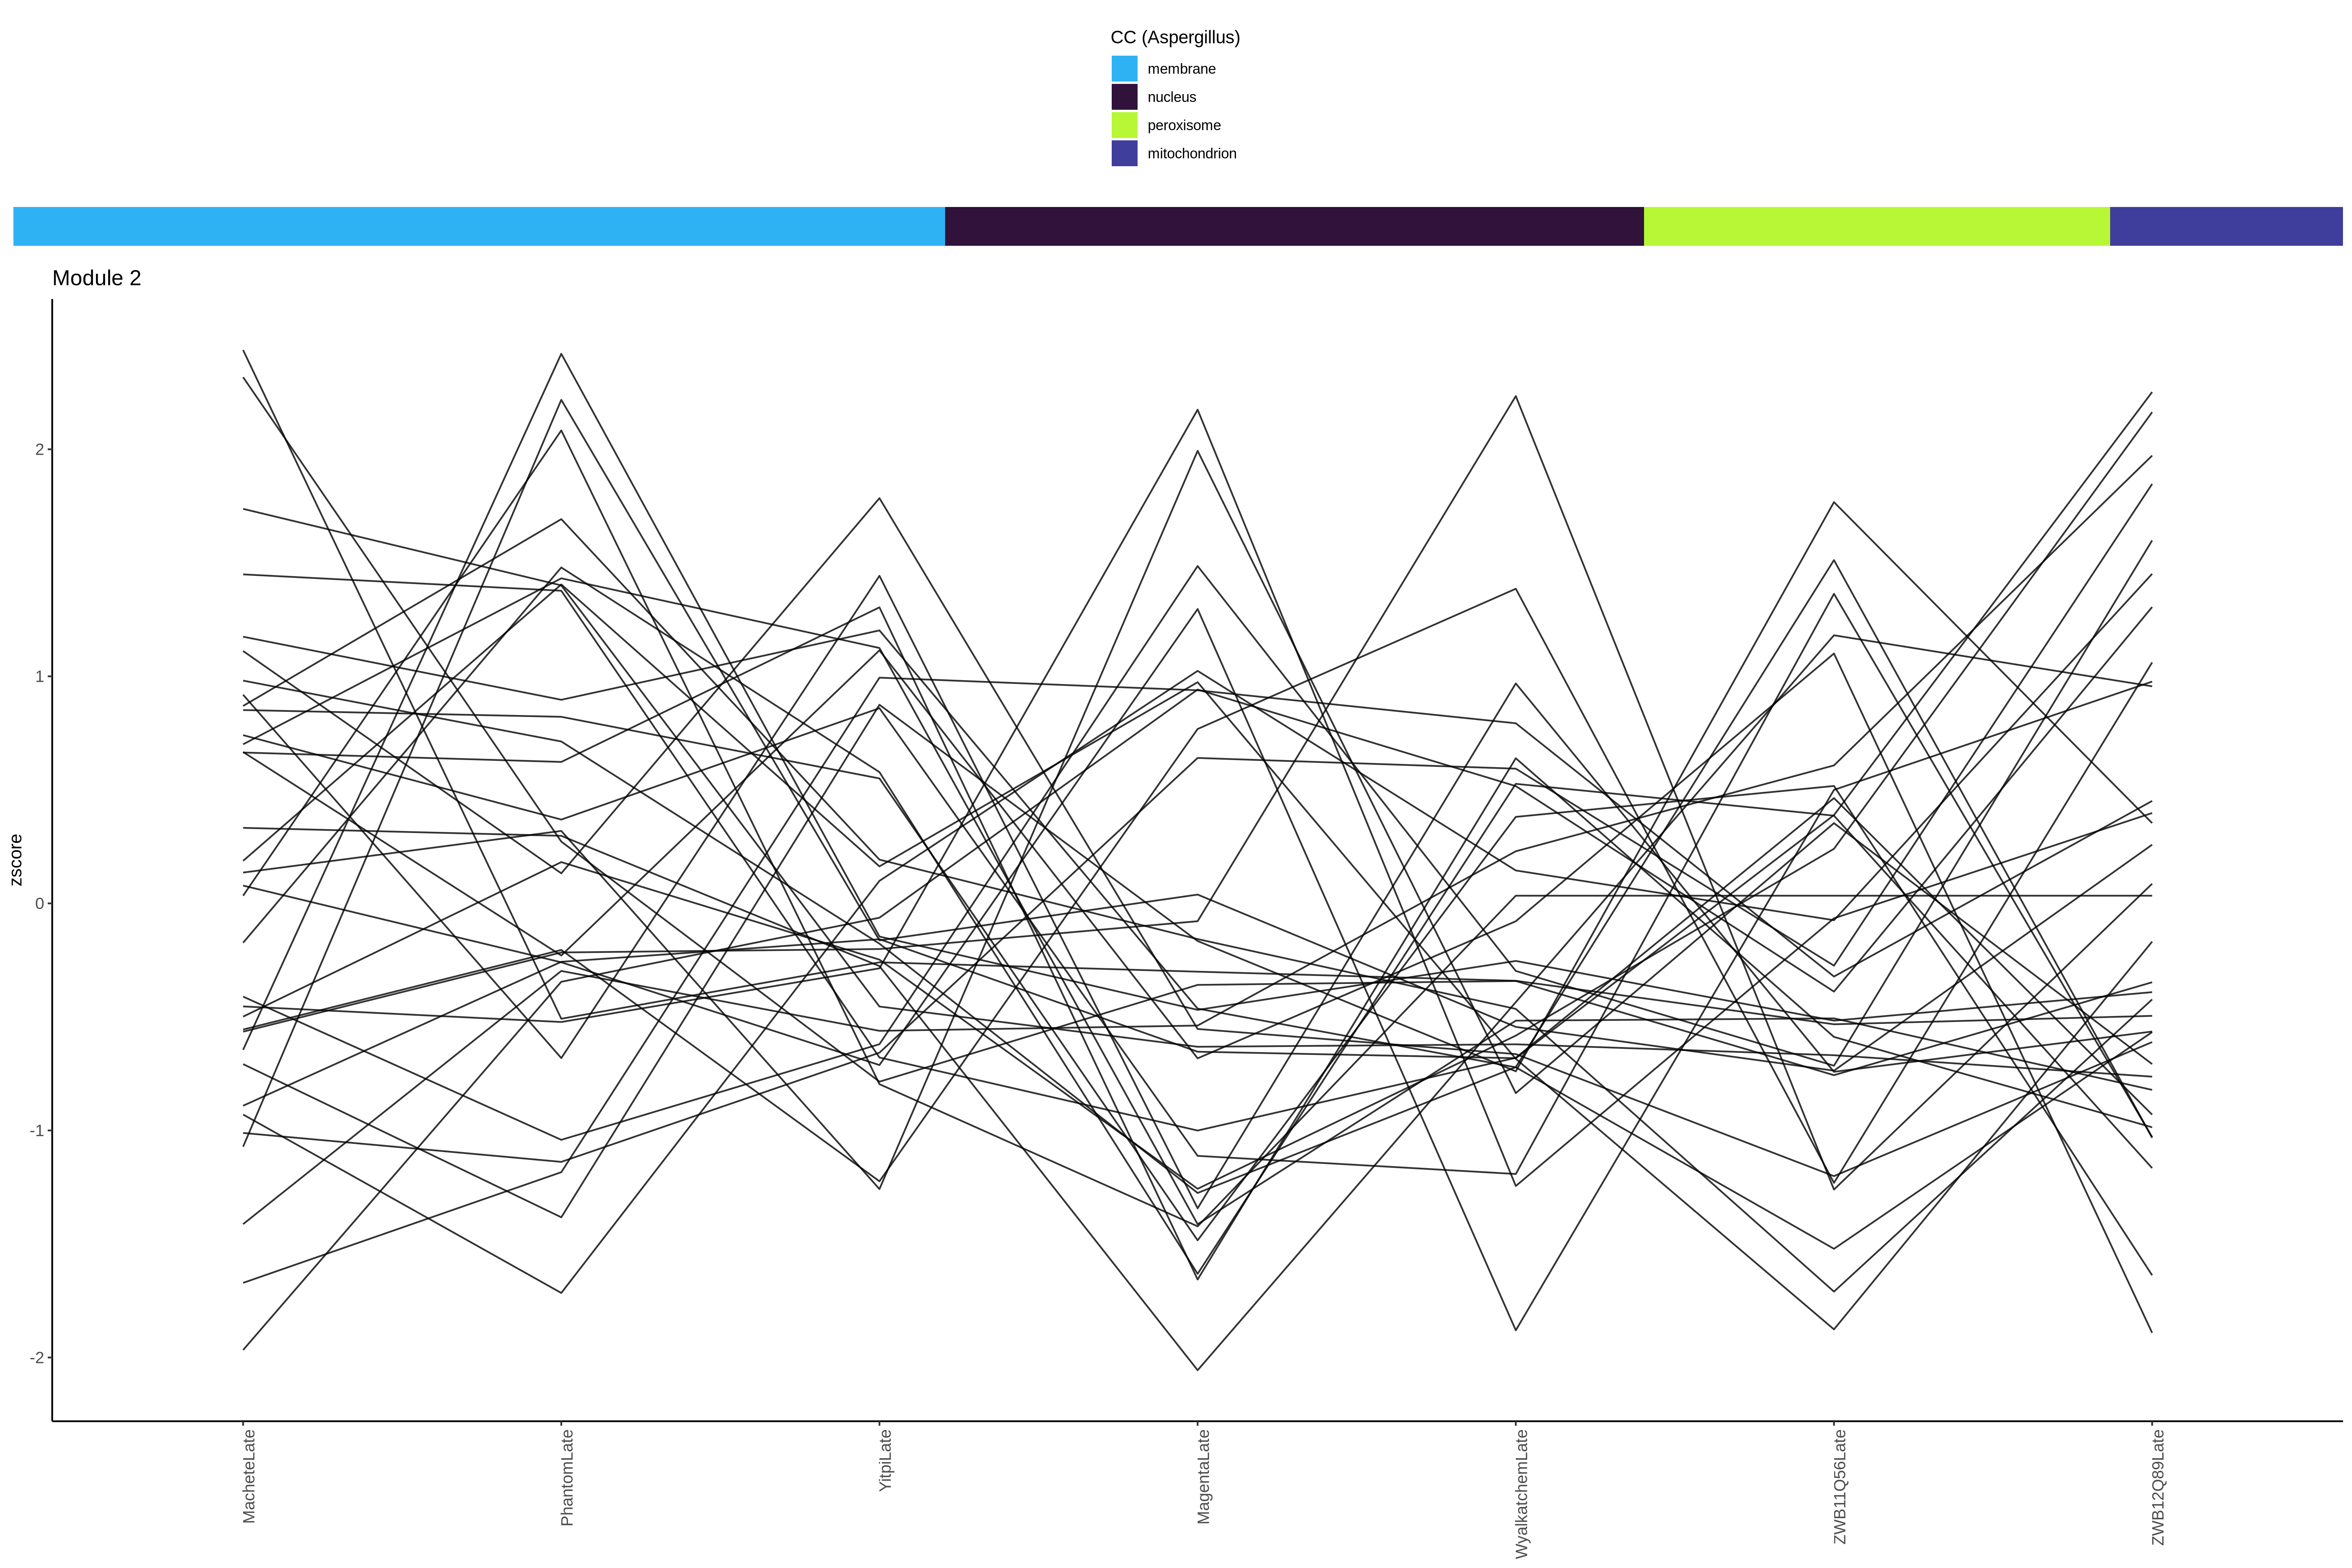 CC (Aspergillus)
membrane
nucleus
peroxisome
mitochondrion
Module 2
zscore
2
1
0
-1
-2
MacheteLate
PhantomLate
YitpiLate
MagentaLate
WyalkatchemLate
ZWB11Q56Late
ZWB12Q89Late